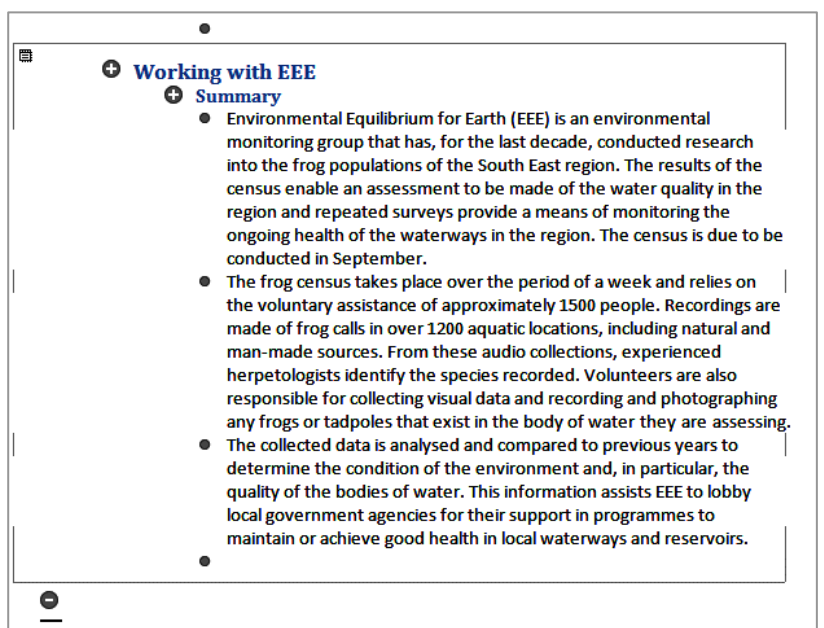 Working with EEE
Summary
Environmental Equilibrium for Earth (EEE) is an environmental
monitoring group that has, for the last decade, conducted research
into the frog populations of the South East region. The results of the
census enable an assessment to be made of the water quality in the
region and repeated surveys provide a means of monitoring the
ongoing health of the waterways in the region. The census is due to be
conducted in September.
The frog census takes place over the period of a week and relies on
the voluntary assistance of approximately 1500 people. Recordings are
made of frog calls in over 1200 aquatic locations, including natural and
man-made sources. From these audio collections, experienced
herpetologists identify the species recorded. Volunteers are also
responsible for collecting visual data and recording and photographing
any frogs or tadpoles that exist in the body of water they are assessing.
The collected data is analysed and compared to previous years to
determine the condition of the environment and, in particular, the
quality of the bodies of water. This information assists EEE to lobby
local government agencies for their support in programmes to
maintain or achieve good health in local waterways and reservoirs.